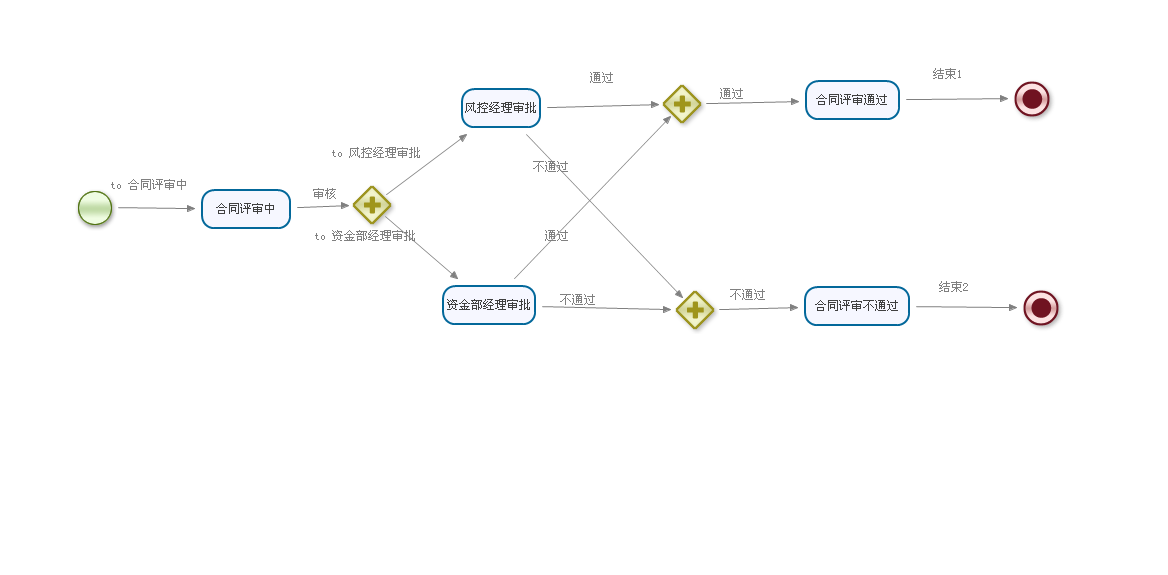 结束1
通过
通过
合同评审通过
风控经理审批
to 风控经理审批
不通过
to 合同评审中
审核
合同评审中
to 资金部经理审批
通过
结束2
不通过
不通过
资金部经理审批
合同评审不通过